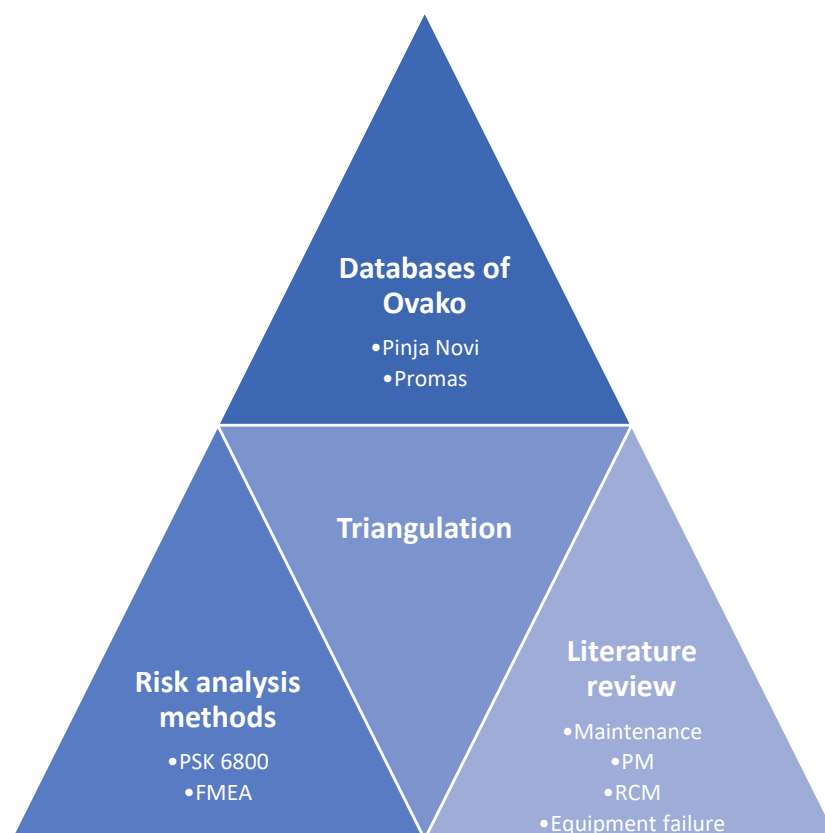 Databases of
Ovako
•Pinja Novi
•Promas
Triangulation
Risk analysis
methods
•PSK 6800
•FMEA
Literature
review
•Maintenance
•PM
•RCM
•Equipment failure